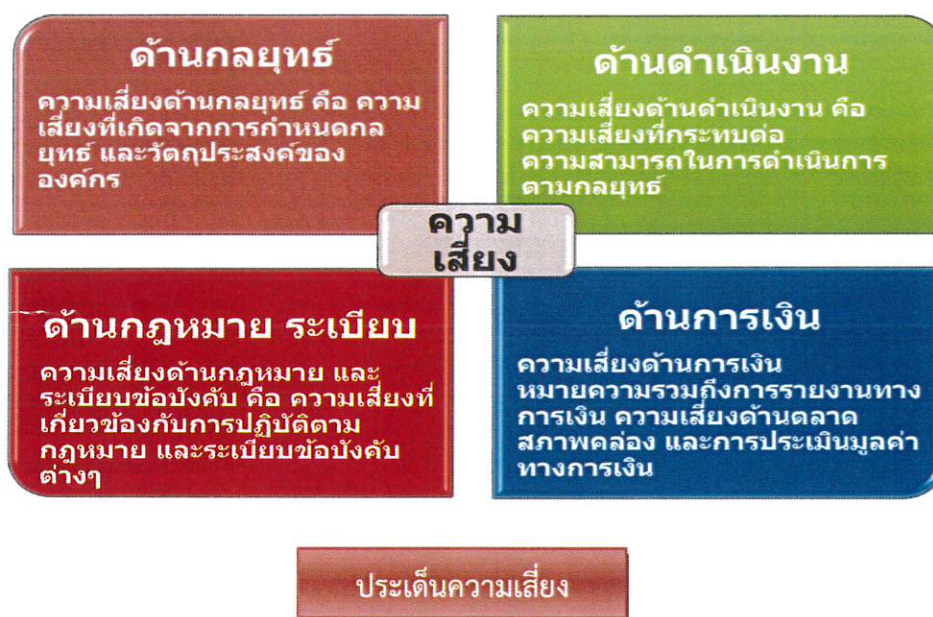 ด้านกลยุทธ์
ความเสี่ยงด้านกลยุทธ์ คือ ความ
เสี่ยงที่เกิดจากการกำหนดกล
ยุทธ์ และวัตถุประสงค์ของ
องค์กร
ด้านดำเนินงาน
ความเสี่ยงด้านดำเนินงาน คือ
ความเสี่ยงที่กระทบต่อ
ความสามารถในการดำเนินการ
ตามกลยุทธ์
ความ
เสี่ยง
ด้านกฎหมาย ระเบียบ
ความเสี่ยงด้านกฎหมาย และ
ระเบียบข้อบังคับ คือ ความเสี่ยงที่
เกี่ยวข้องกับการปฏิบัติตาม
กฎหมาย และระเบียบข้อบังคับ
ต่างๆ
ด้านการเงิน
ความเสี่ยงด้านการเงิน
หมายความรวมถึงการรายงานทาง
การเงิน ความเสี่ยงด้านตลาด
สภาพคล่อง และการประเมินมูลค่า
ทางการเงิน
ประเด็นความเสี่ยง